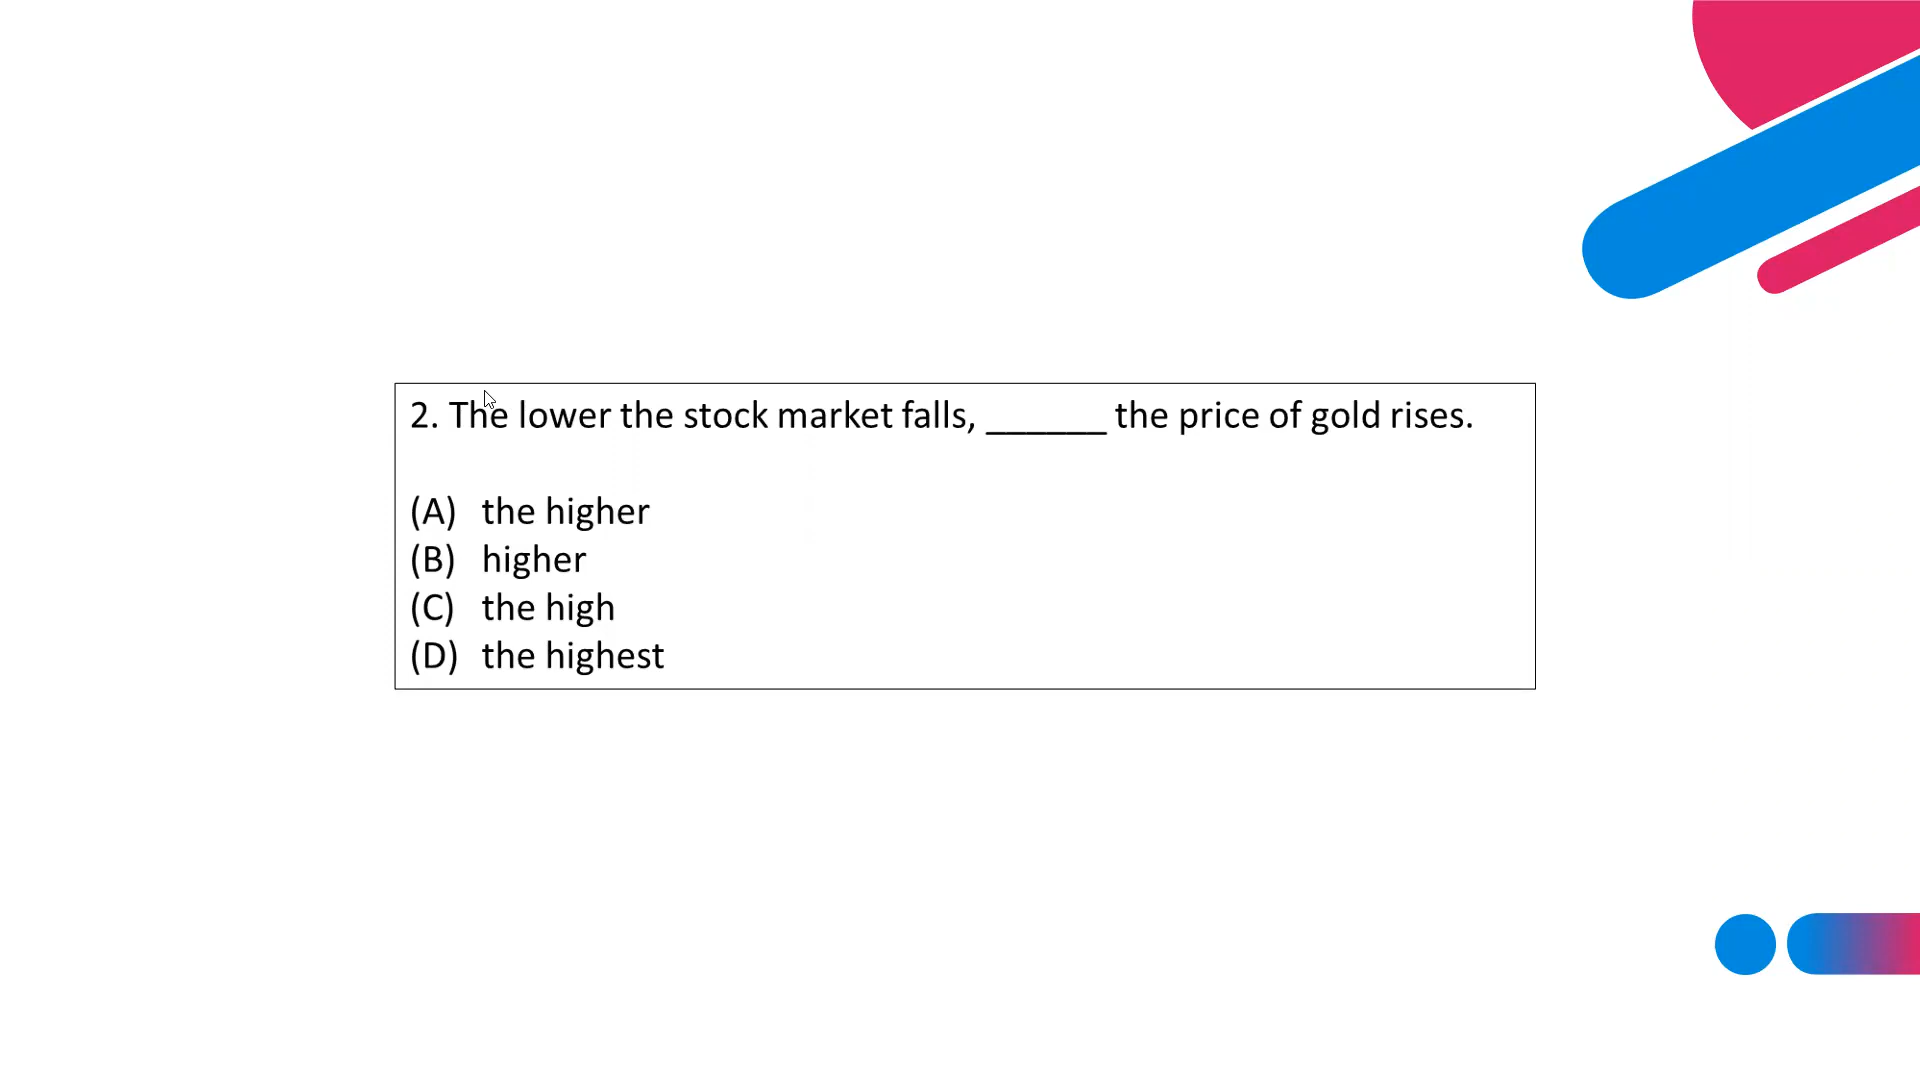 2. The lower the stock market falls, ______ the price of gold rises.
(A) the higher
(B) higher
(C) the high
(D) the highest